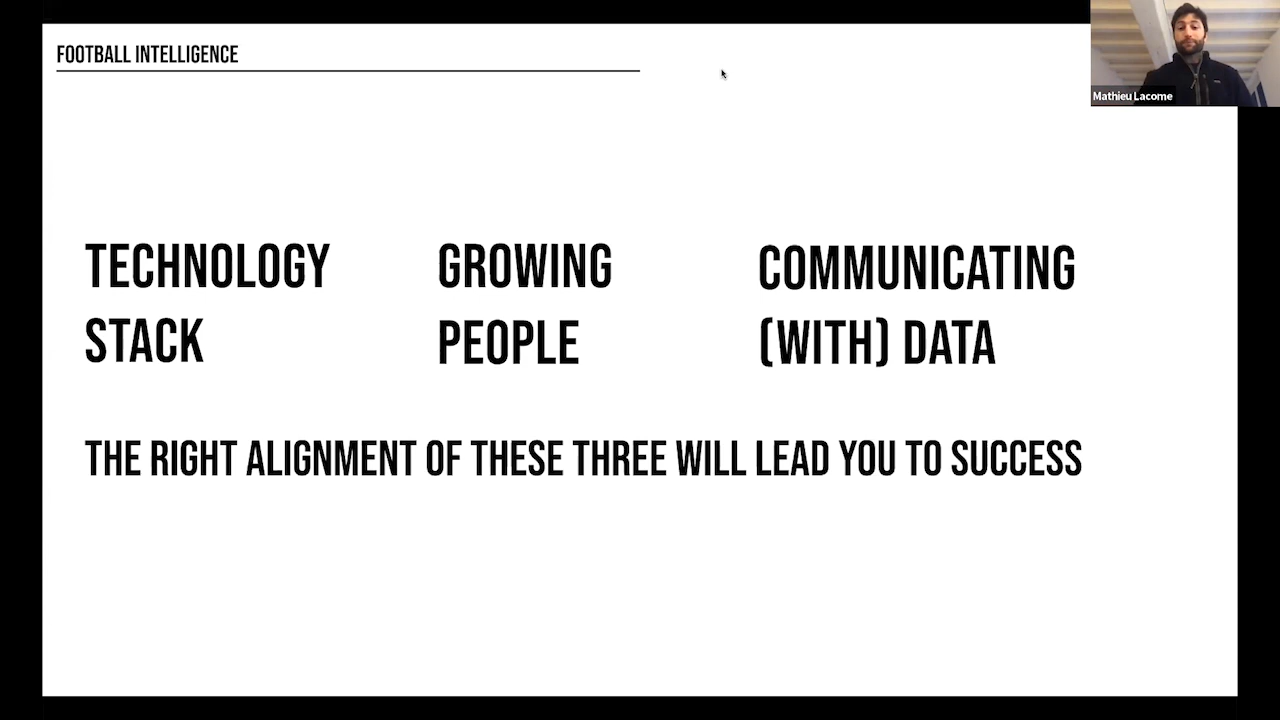 FOOTBALL INTELLIGENCE
Mathieu Lacome
TECHNOLOGY
STACK
GROWING
PEOPLE
COMMUNICATING
(WITH) DATA
THE RIGHT ALIGNMENT OF THESE THREE WILL LEAD YOU TO SUCCESS